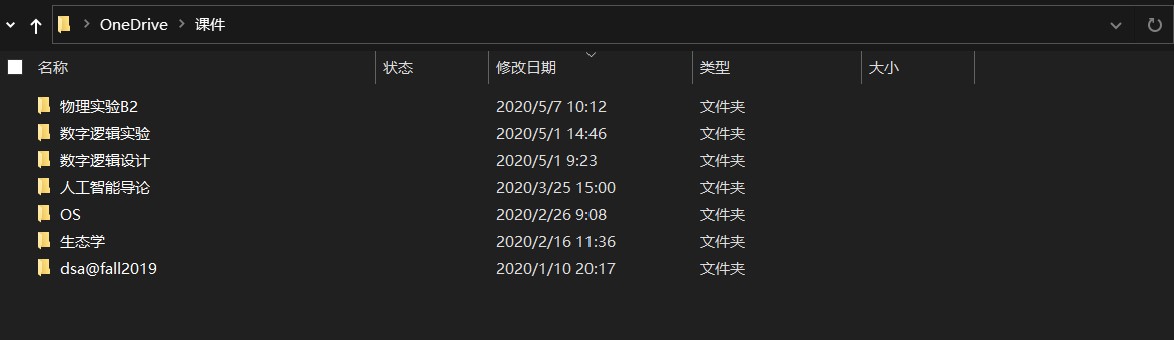 OneDrive > 课件
名称 状态 修改日期 类型 大小
物理实验B2 2020/5/7 10:12 文件夹
数字逻辑实验 2020/5/1 14:46 文件夹
数字逻辑设计 2020/5/1 9:23 文件夹
人工智能导论 2020/3/25 15:00 文件夹
OS 2020/2/26 9:08 文件夹
生态学 2020/2/16 11:36 文件夹
dsa@fall2019 2020/1/10 20:17 文件夹